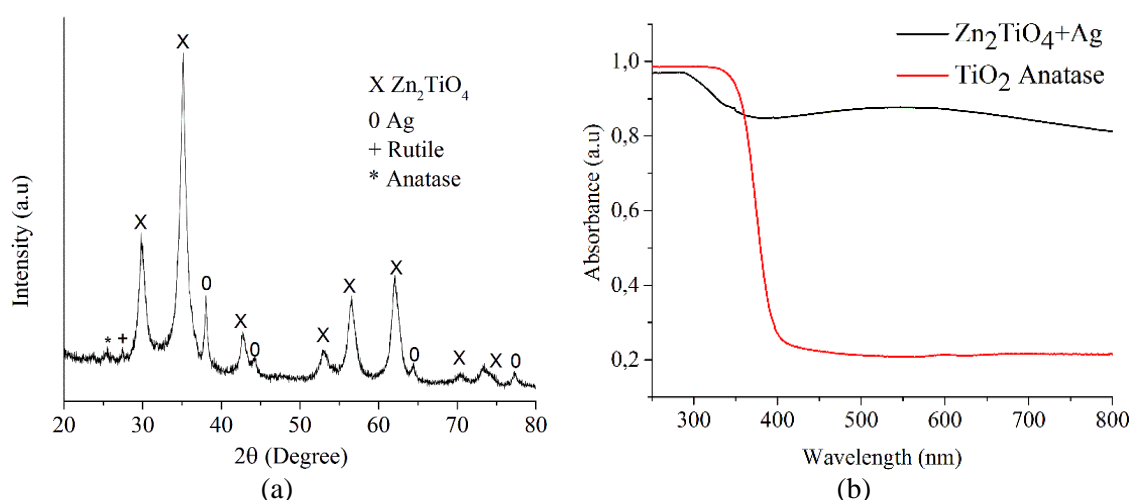 X Zn₂TiO₄
0 Ag
+ Rutile
* Anatase
X
X
0
X
0
X
X
X
0
X
X
0
*
+
Intensity (a.u)
20 30 40 50 60 70 80
2θ (Degree)
(a)
Zn₂TiO₄+Ag
TiO₂ Anatase
1,0
0,8
0,6
0,4
0,2
Absorbance (a.u)
300 400 500 600 700 800
Wavelength (nm)
(b)